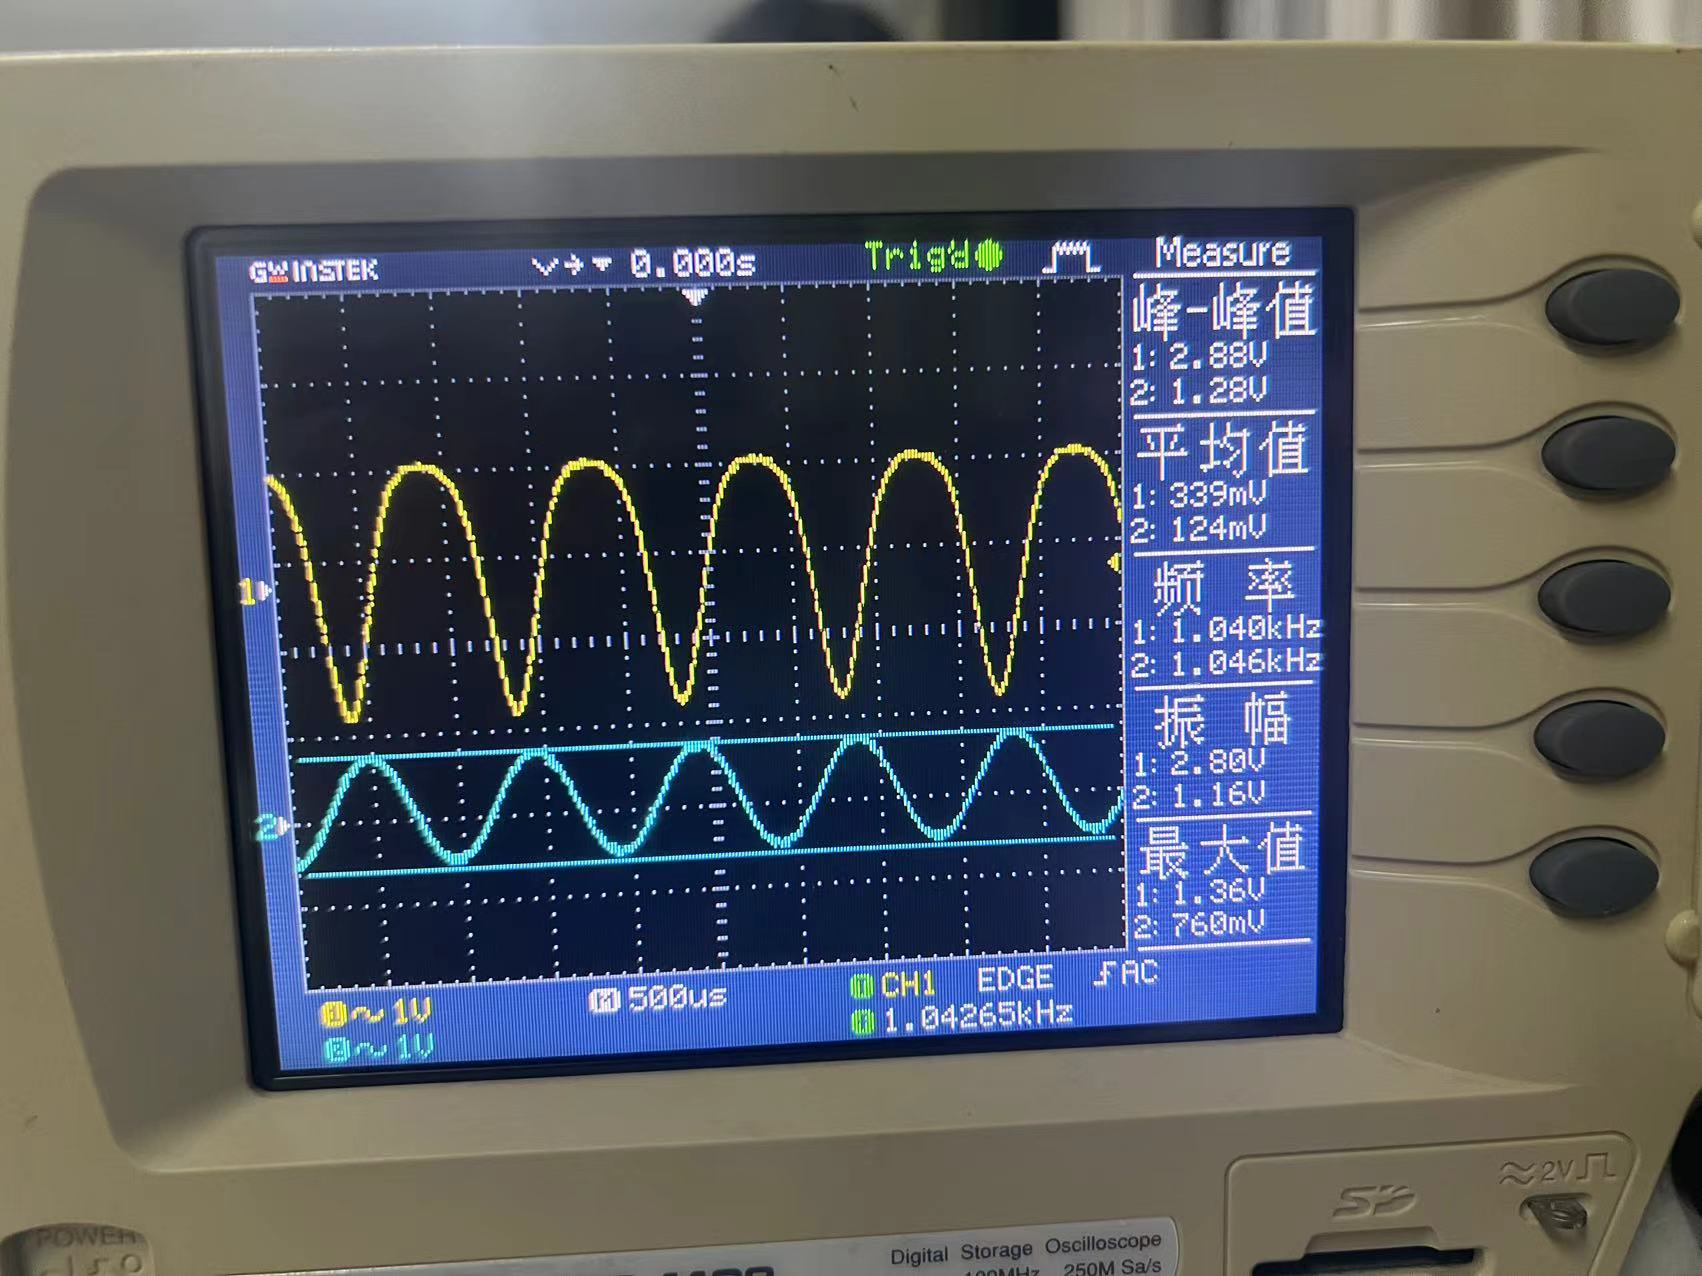 GW INSTEK 0.000s Trig'd Measure
峰-峰值
1: 2.88V
2: 1.28V
平均值
1: 339mV
2: 124mV
频 率
1: 1.040kHz
2: 1.046kHz
振 幅
1: 2.80V
2: 1.16V
最大值
1: 1.36V
2: 760mV
1
2
1 ~ 1V M 500us T CH1 EDGE AC
2 ~ 1V 1.04265kHz
SD ≈2V
POWER
Digital Storage Oscilloscope
100MHz 250M Sa/s